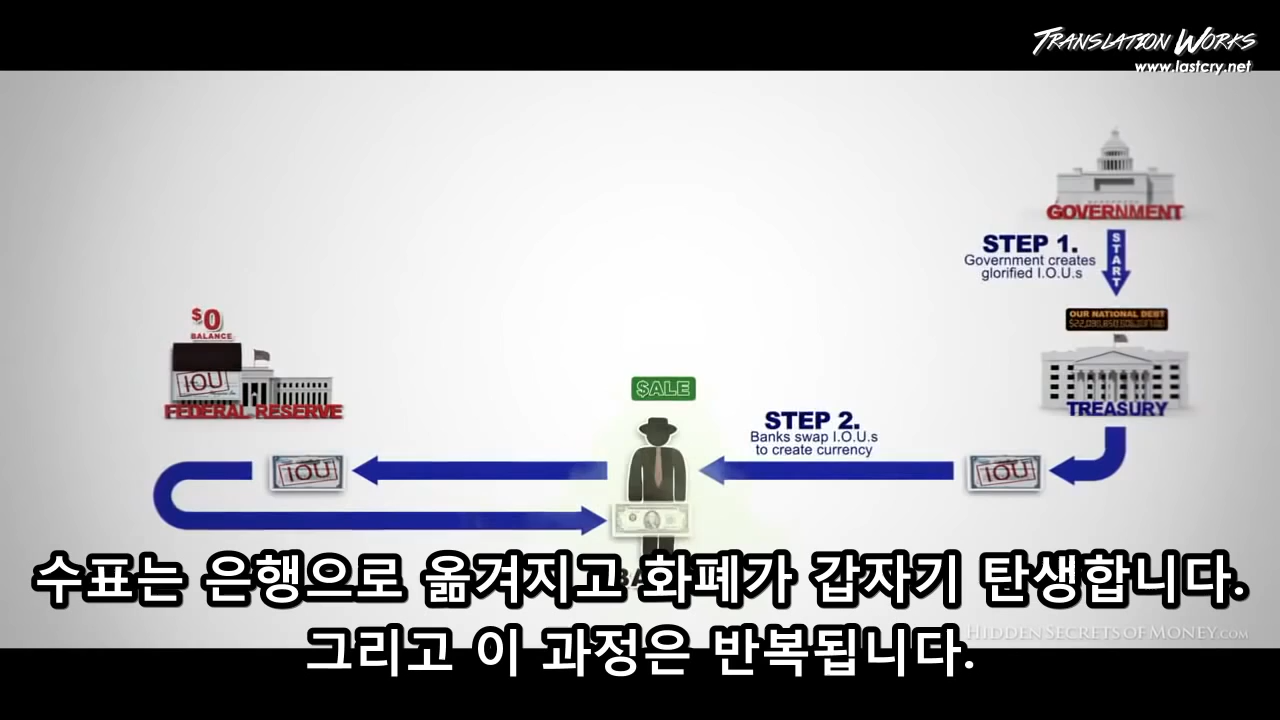 TRANSLATION WORKS
www.lastcry.net
GOVERNMENT
STEP 1.
Government creates
glorified I.O.U.s
START
OUR NATIONAL DEBT
TREASURY
$0
BALANCE
IOU
FEDERAL RESERVE
$ALE
STEP 2.
Banks swap I.O.U.s
to create currency
IOU
IOU
수표는 은행으로 옮겨지고 화폐가 갑자기 탄생합니다.
그리고 이 과정은 반복됩니다.
HIDDEN SECRETS OF MONEY.COM